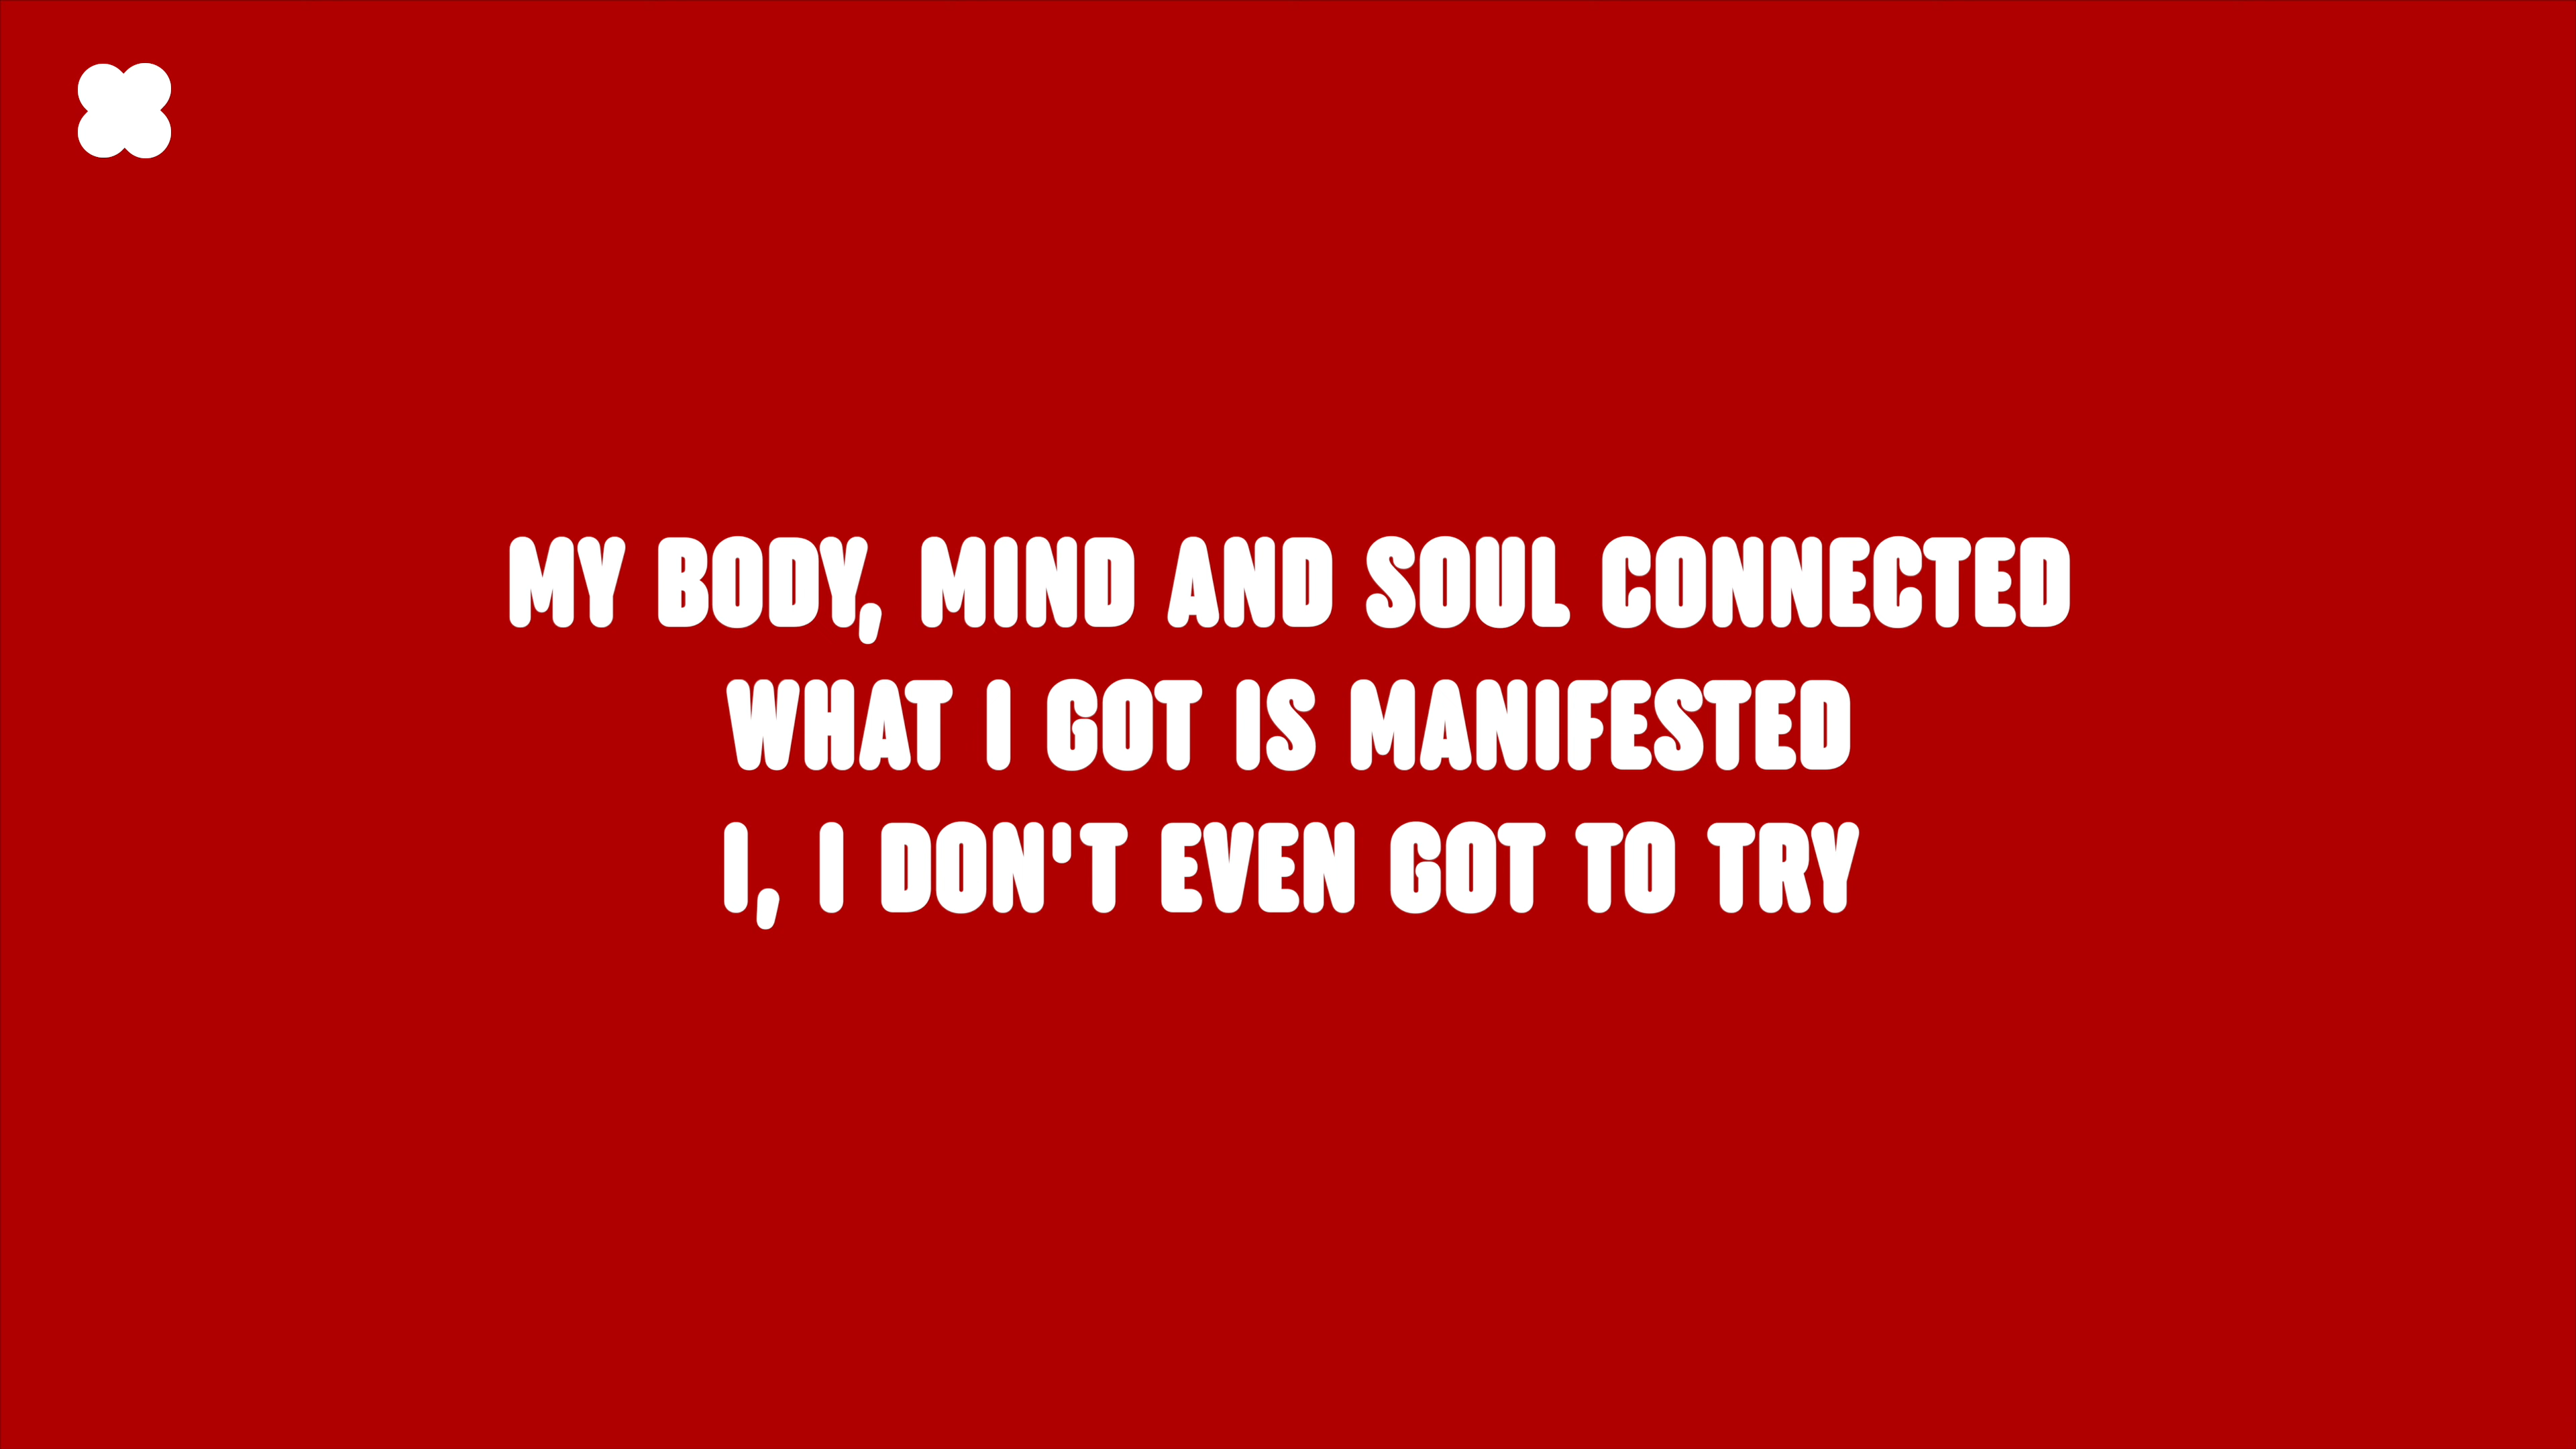 MY BODY, MIND AND SOUL CONNECTED
WHAT I GOT IS MANIFESTED
I, I DON'T EVEN GOT TO TRY